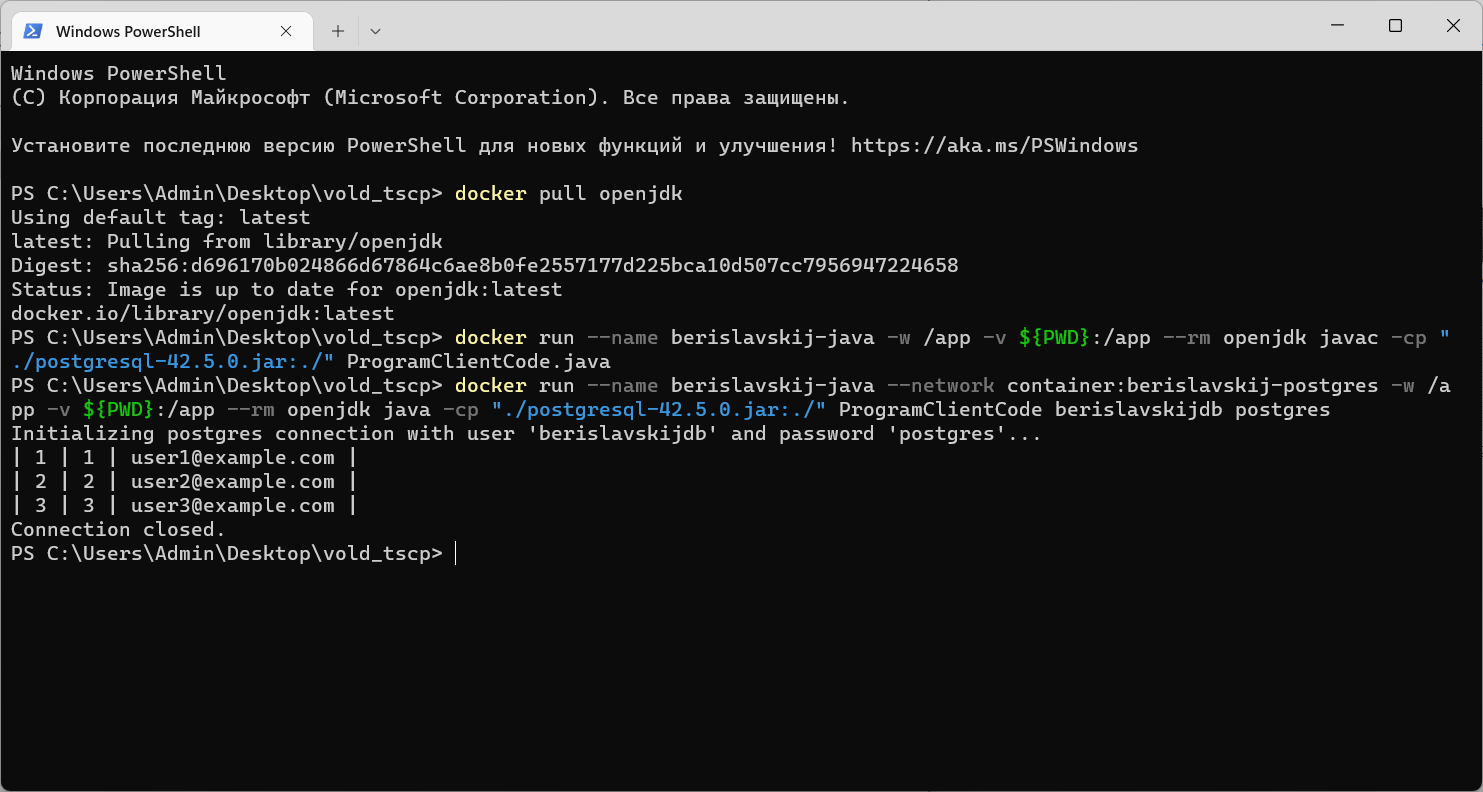 Windows PowerShell
Windows PowerShell
(C) Корпорация Майкрософт (Microsoft Corporation). Все права защищены.
Установите последнюю версию PowerShell для новых функций и улучшения! https://aka.ms/PSWindows
PS C:\Users\Admin\Desktop\vold_tscp> docker pull openjdk
Using default tag: latest
latest: Pulling from library/openjdk
Digest: sha256:d696170b024866d67864c6ae8b0fe2557177d225bca10d507cc7956947224658
Status: Image is up to date for openjdk:latest
docker.io/library/openjdk:latest
PS C:\Users\Admin\Desktop\vold_tscp> docker run --name berislavskij-java -w /app -v ${PWD}:/app --rm openjdk javac -cp "
./postgresql-42.5.0.jar:./" ProgramClientCode.java
PS C:\Users\Admin\Desktop\vold_tscp> docker run --name berislavskij-java --network container:berislavskij-postgres -w /a
pp -v ${PWD}:/app --rm openjdk java -cp "./postgresql-42.5.0.jar:./" ProgramClientCode berislavskijdb postgres
Initializing postgres connection with user 'berislavskijdb' and password 'postgres'...
| 1 | 1 | user1@example.com |
| 2 | 2 | user2@example.com |
| 3 | 3 | user3@example.com |
Connection closed.
PS C:\Users\Admin\Desktop\vold_tscp>